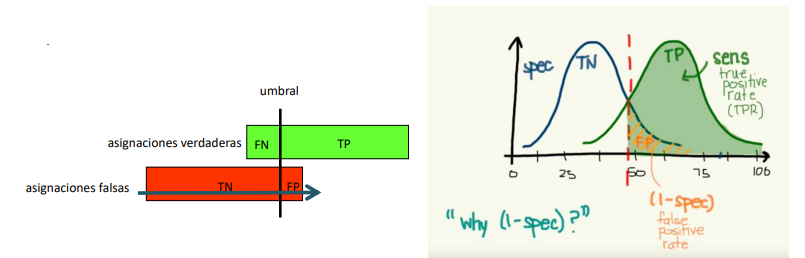 umbral
asignaciones verdaderas
FN
TP
asignaciones falsas
TN
FP
spec
TN
TP
sens
true
positive
rate
(TPR)
FP
0
25
50
75
100
(1-spec)
false
positive
rate
"why (1-spec)?"